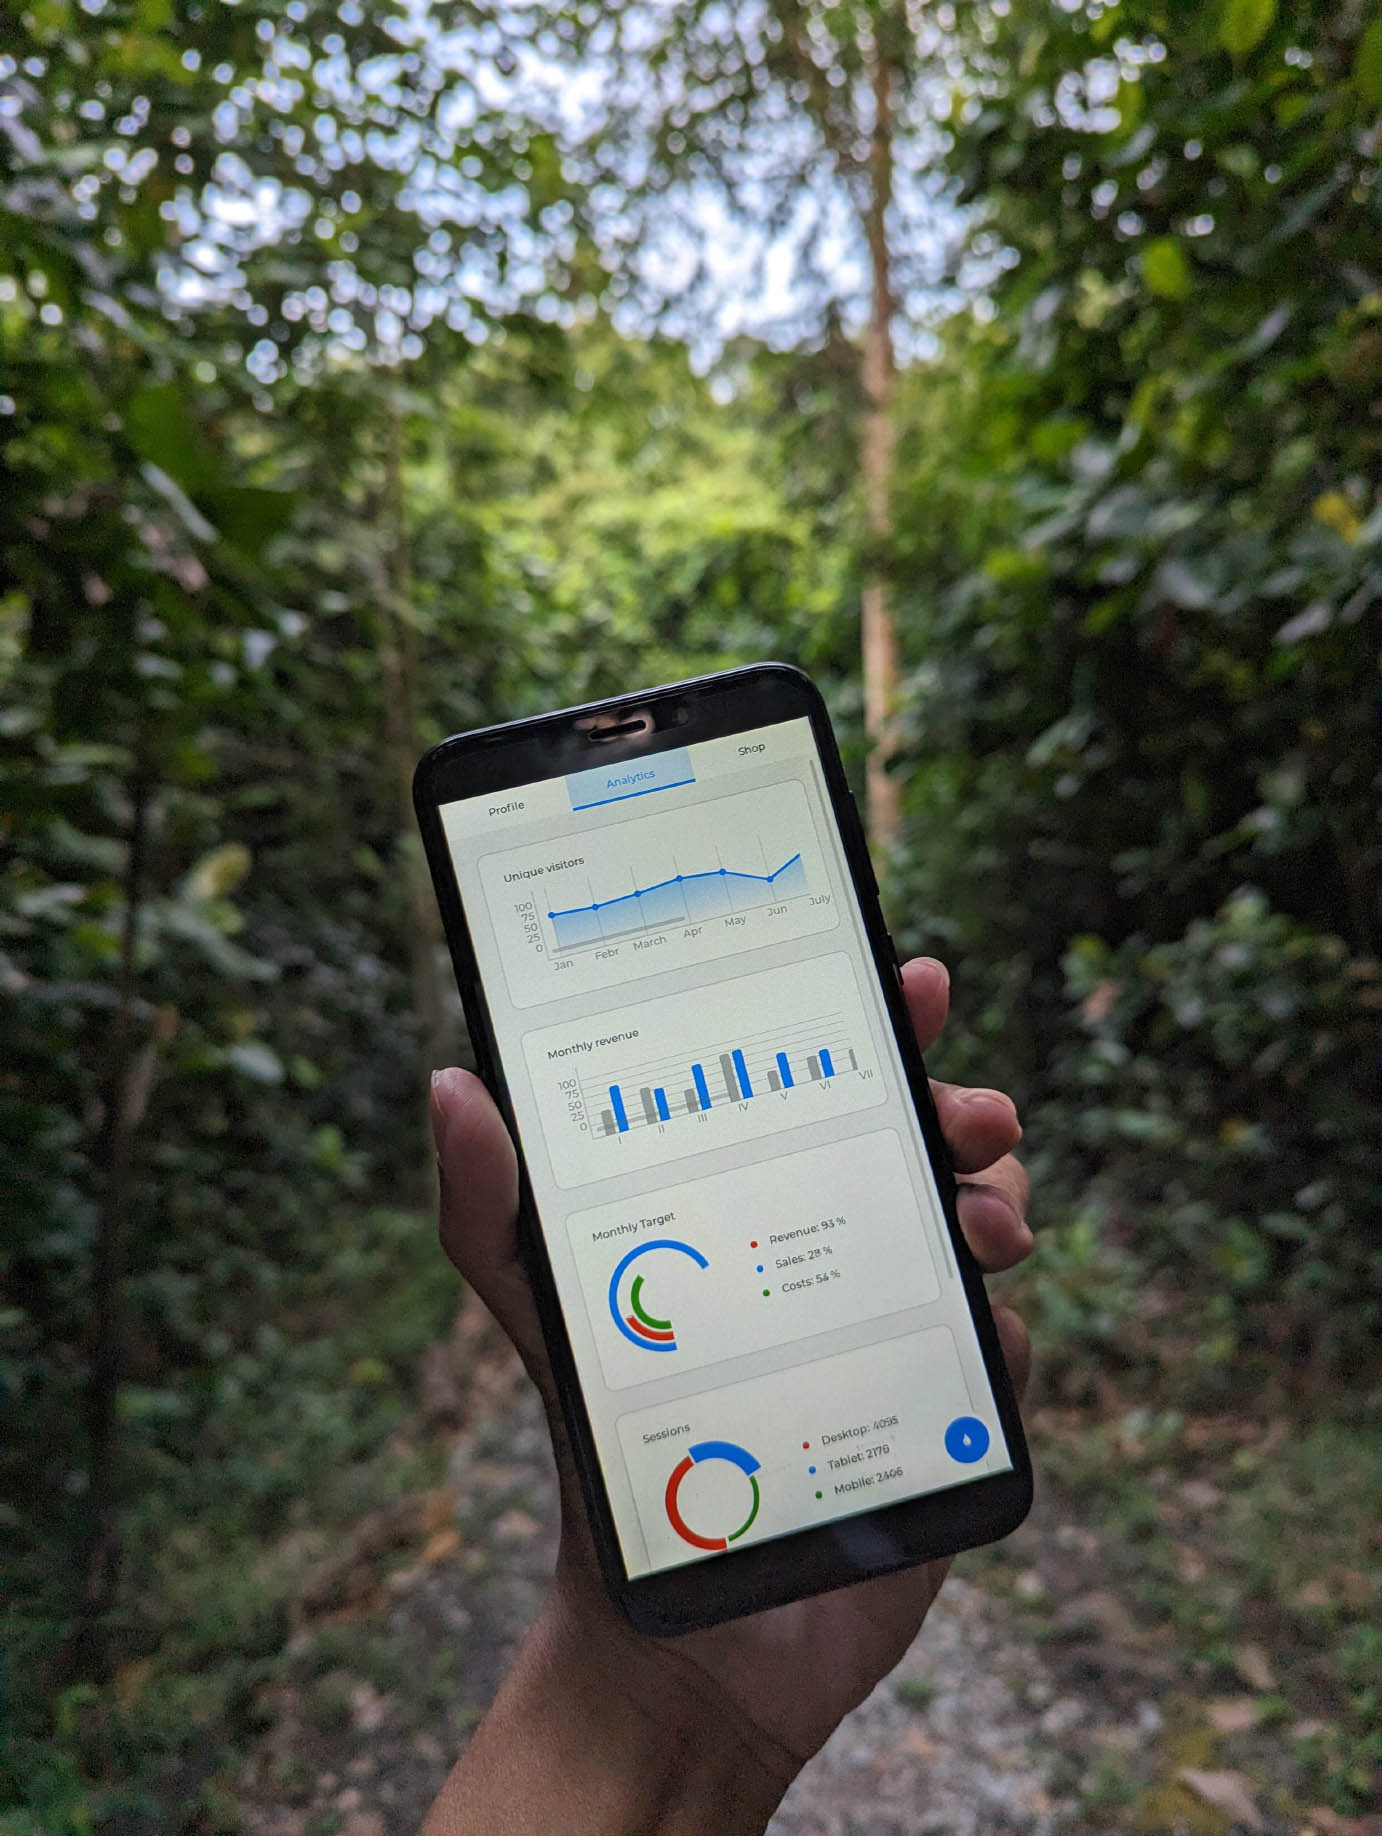 Profile
Analytics
Shop
Unique visitors
100
75
50
25
0
Jan Febr March Apr May Jun July
Monthly revenue
100
75
50
25
0
I II III IV V VI VII
Monthly Target
Revenue: 93 %
Sales: 28 %
Costs: 54 %
Sessions
Desktop: 4095
Tablet: 2178
Mobile: 2406